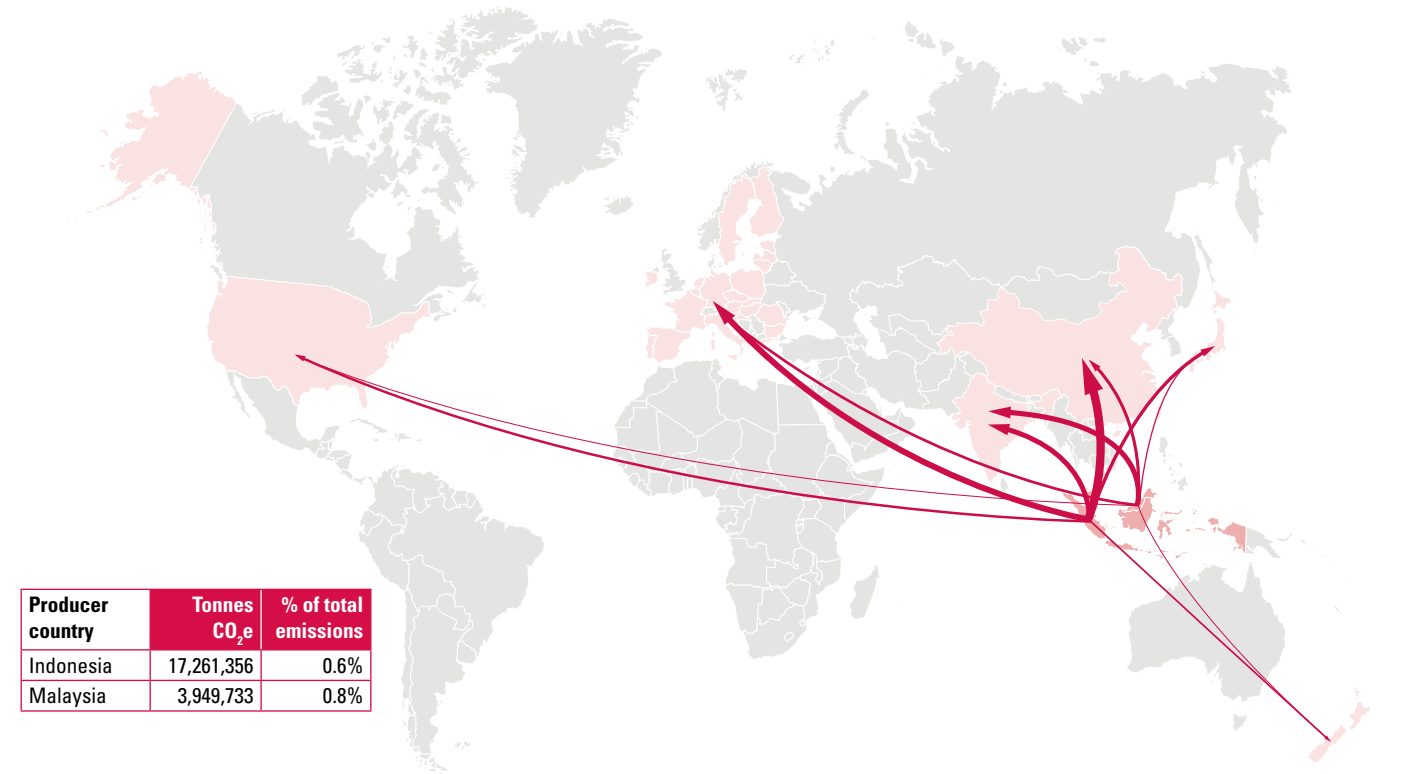 Producer country Tonnes CO₂e % of total emissions
Indonesia 17,261,356 0.6%
Malaysia 3,949,733 0.8%